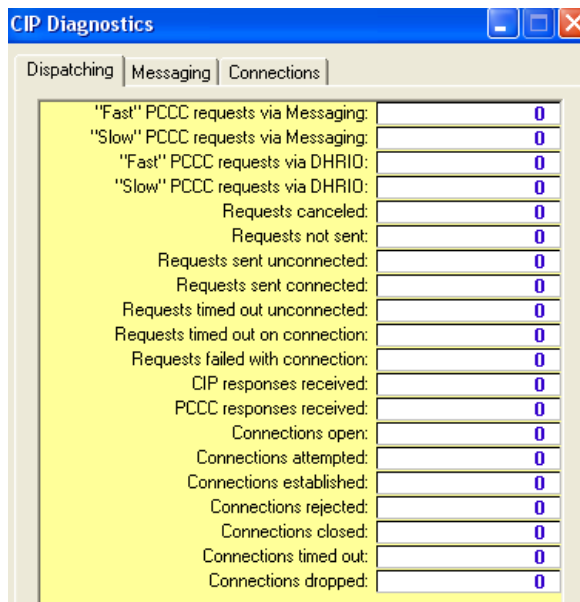 CIP Diagnostics
Dispatching Messaging Connections
"Fast" PCCC requests via Messaging: 0
"Slow" PCCC requests via Messaging: 0
"Fast" PCCC requests via DHRIO: 0
"Slow" PCCC requests via DHRIO: 0
Requests canceled: 0
Requests not sent: 0
Requests sent unconnected: 0
Requests sent connected: 0
Requests timed out unconnected: 0
Requests timed out on connection: 0
Requests failed with connection: 0
CIP responses received: 0
PCCC responses received: 0
Connections open: 0
Connections attempted: 0
Connections established: 0
Connections rejected: 0
Connections closed: 0
Connections timed out: 0
Connections dropped: 0